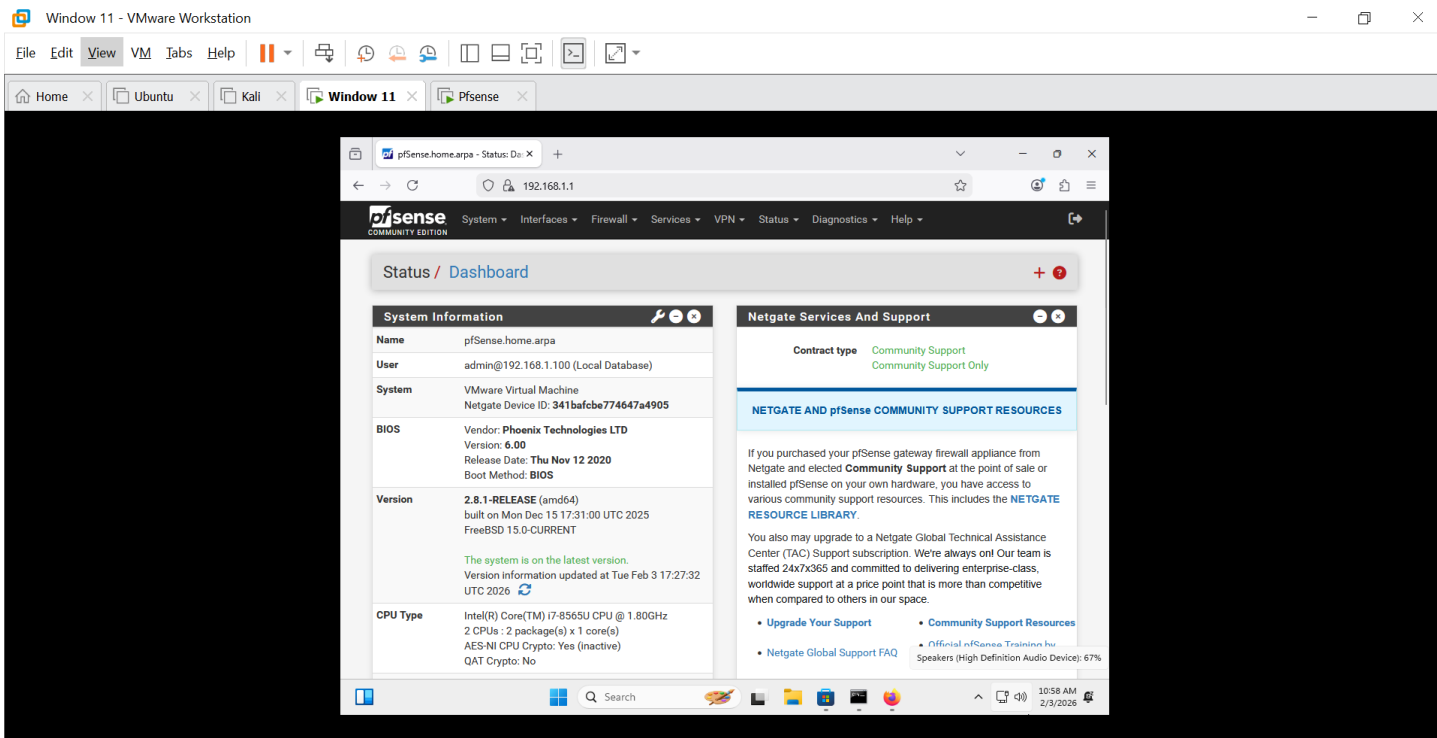 Window 11 - VMware Workstation
File Edit View VM Tabs Help
Home Ubuntu Kali Window 11 Pfsense
pfSense.home.arpa - Status: Da
192.168.1.1
pfsense
COMMUNITY EDITION
System Interfaces Firewall Services VPN Status Diagnostics Help
Status / Dashboard
System Information
Name pfSense.home.arpa
User admin@192.168.1.100 (Local Database)
System VMware Virtual Machine
Netgate Device ID: 341bafcbe774647a4905
BIOS Vendor: Phoenix Technologies LTD
Version: 6.00
Release Date: Thu Nov 12 2020
Boot Method: BIOS
Version 2.8.1-RELEASE (amd64)
built on Mon Dec 15 17:31:00 UTC 2025
FreeBSD 15.0-CURRENT
The system is on the latest version.
Version information updated at Tue Feb 3 17:27:32
UTC 2026
CPU Type Intel(R) Core(TM) i7-8565U CPU @ 1.80GHz
2 CPUs : 2 package(s) x 1 core(s)
AES-NI CPU Crypto: Yes (inactive)
QAT Crypto: No
Netgate Services And Support
Contract type Community Support
Community Support Only
NETGATE AND pfSense COMMUNITY SUPPORT RESOURCES
If you purchased your pfSense gateway firewall appliance from
Netgate and elected Community Support at the point of sale or
installed pfSense on your own hardware, you have access to
various community support resources. This includes the NETGATE
RESOURCE LIBRARY.
You also may upgrade to a Netgate Global Technical Assistance
Center (TAC) Support subscription. We're always on! Our team is
staffed 24x7x365 and committed to delivering enterprise-class,
worldwide support at a price point that is more than competitive
when compared to others in our space.
• Upgrade Your Support
• Community Support Resources
• Netgate Global Support FAQ
• Official pfSense Training by
Speakers (High Definition Audio Device): 67%
Search
10:58 AM
2/3/2026